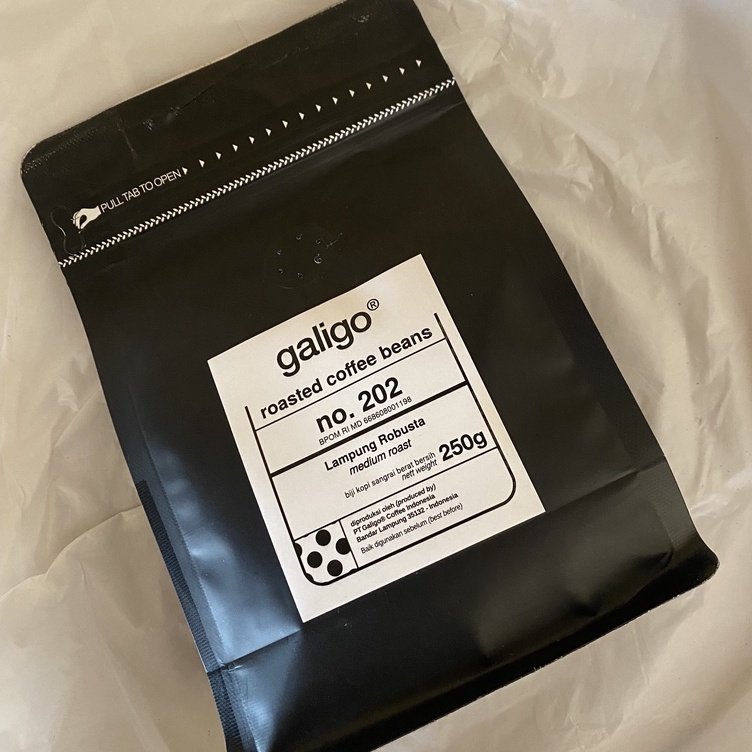 PULL TAB TO OPEN
galigo®
roasted coffee beans
no. 202
BPOM RI MD 668608001198
Lampung Robusta
medium roast
biji kopi sangrai berat bersih
nett weight
250g
diproduksi oleh (produced by)
PT Galigo® Coffee Indonesia
Bandar Lampung 35132 - Indonesia
Baik digunakan sebelum (best before)